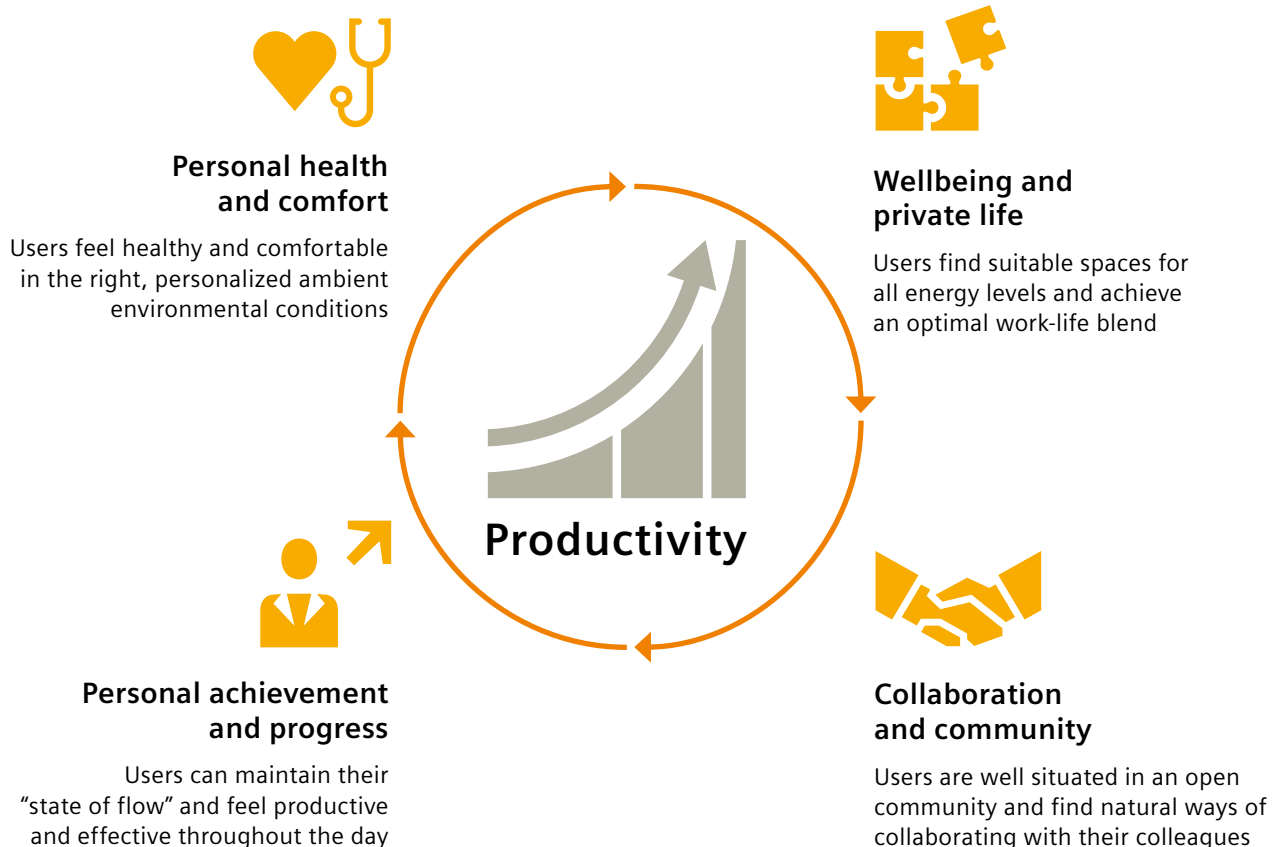 Personal health
and comfort
Users feel healthy and comfortable
in the right, personalized ambient
environmental conditions
Wellbeing and
private life
Users find suitable spaces for
all energy levels and achieve
an optimal work-life blend
Productivity
Personal achievement
and progress
Users can maintain their
“state of flow” and feel productive
and effective throughout the day
Collaboration
and community
Users are well situated in an open
community and find natural ways of
collaborating with their colleagues